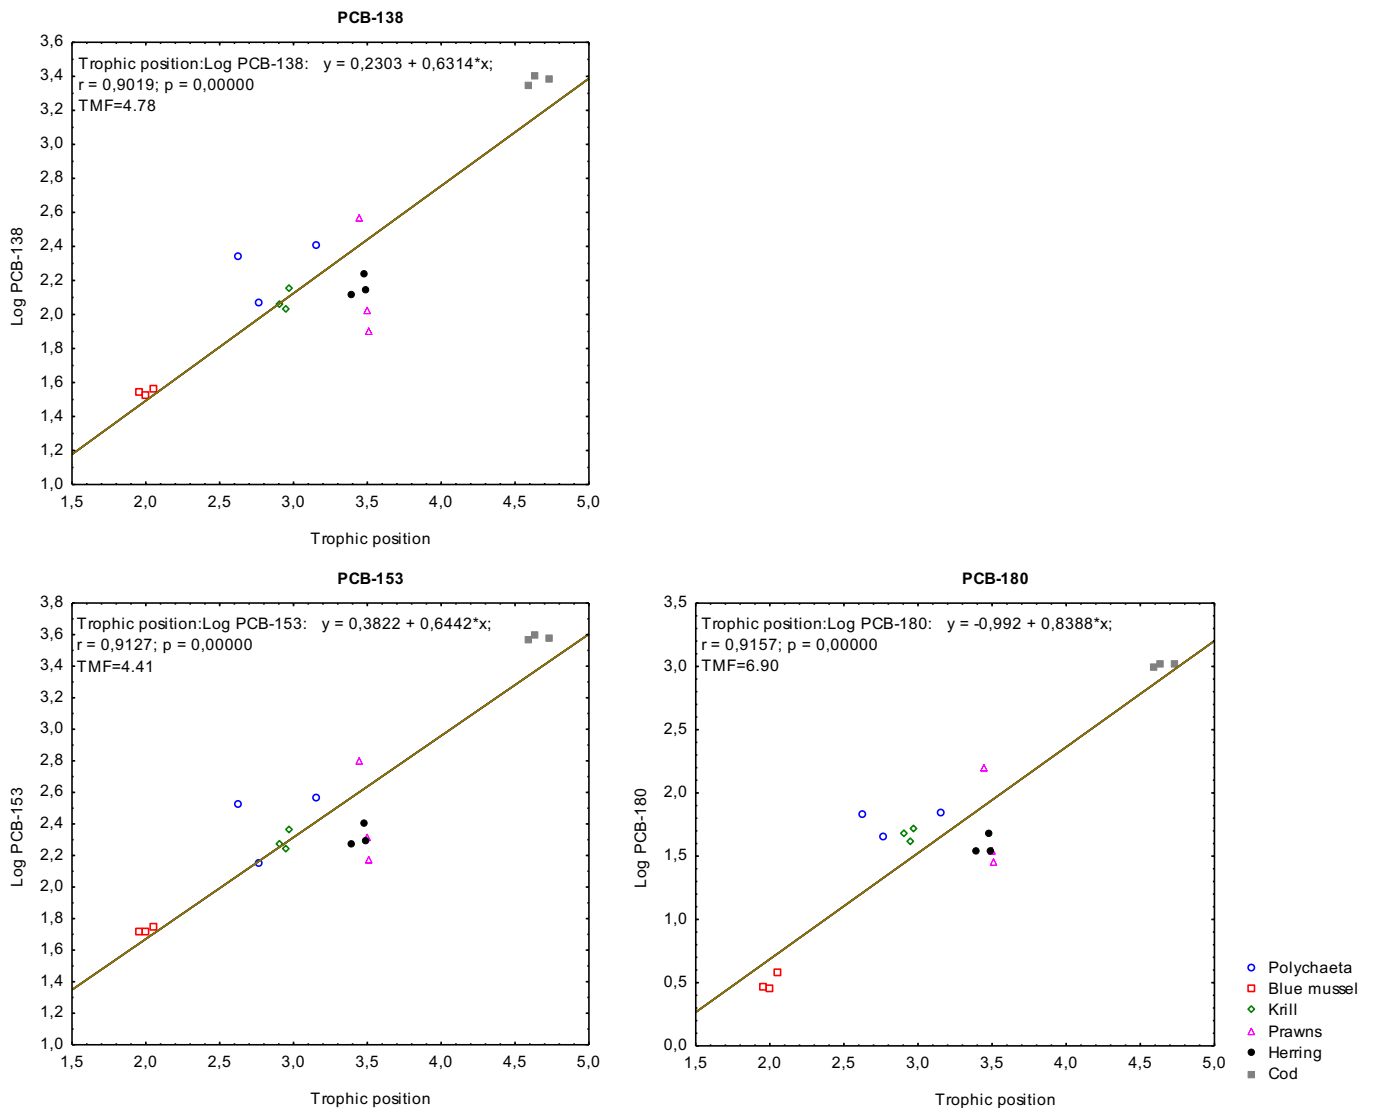 PCB-138
Trophic position:Log PCB-138: y = 0,2303 + 0,6314*x;
r = 0,9019; p = 0,00000
TMF=4.78
3,6
3,4
3,2
3,0
2,8
2,6
2,4
2,2
2,0
1,8
1,6
1,4
1,2
1,0
Log PCB-138
1,5 2,0 2,5 3,0 3,5 4,0 4,5 5,0
Trophic position
PCB-153
Trophic position:Log PCB-153: y = 0,3822 + 0,6442*x;
r = 0,9127; p = 0,00000
TMF=4.41
3,8
3,6
3,4
3,2
3,0
2,8
2,6
2,4
2,2
2,0
1,8
1,6
1,4
1,2
1,0
Log PCB-153
1,5 2,0 2,5 3,0 3,5 4,0 4,5 5,0
Trophic position
PCB-180
Trophic position:Log PCB-180: y = -0,992 + 0,8388*x;
r = 0,9157; p = 0,00000
TMF=6.90
3,5
3,0
2,5
2,0
1,5
1,0
0,5
0,0
Log PCB-180
1,5 2,0 2,5 3,0 3,5 4,0 4,5 5,0
Trophic position
Polychaeta
Blue mussel
Krill
Prawns
Herring
Cod